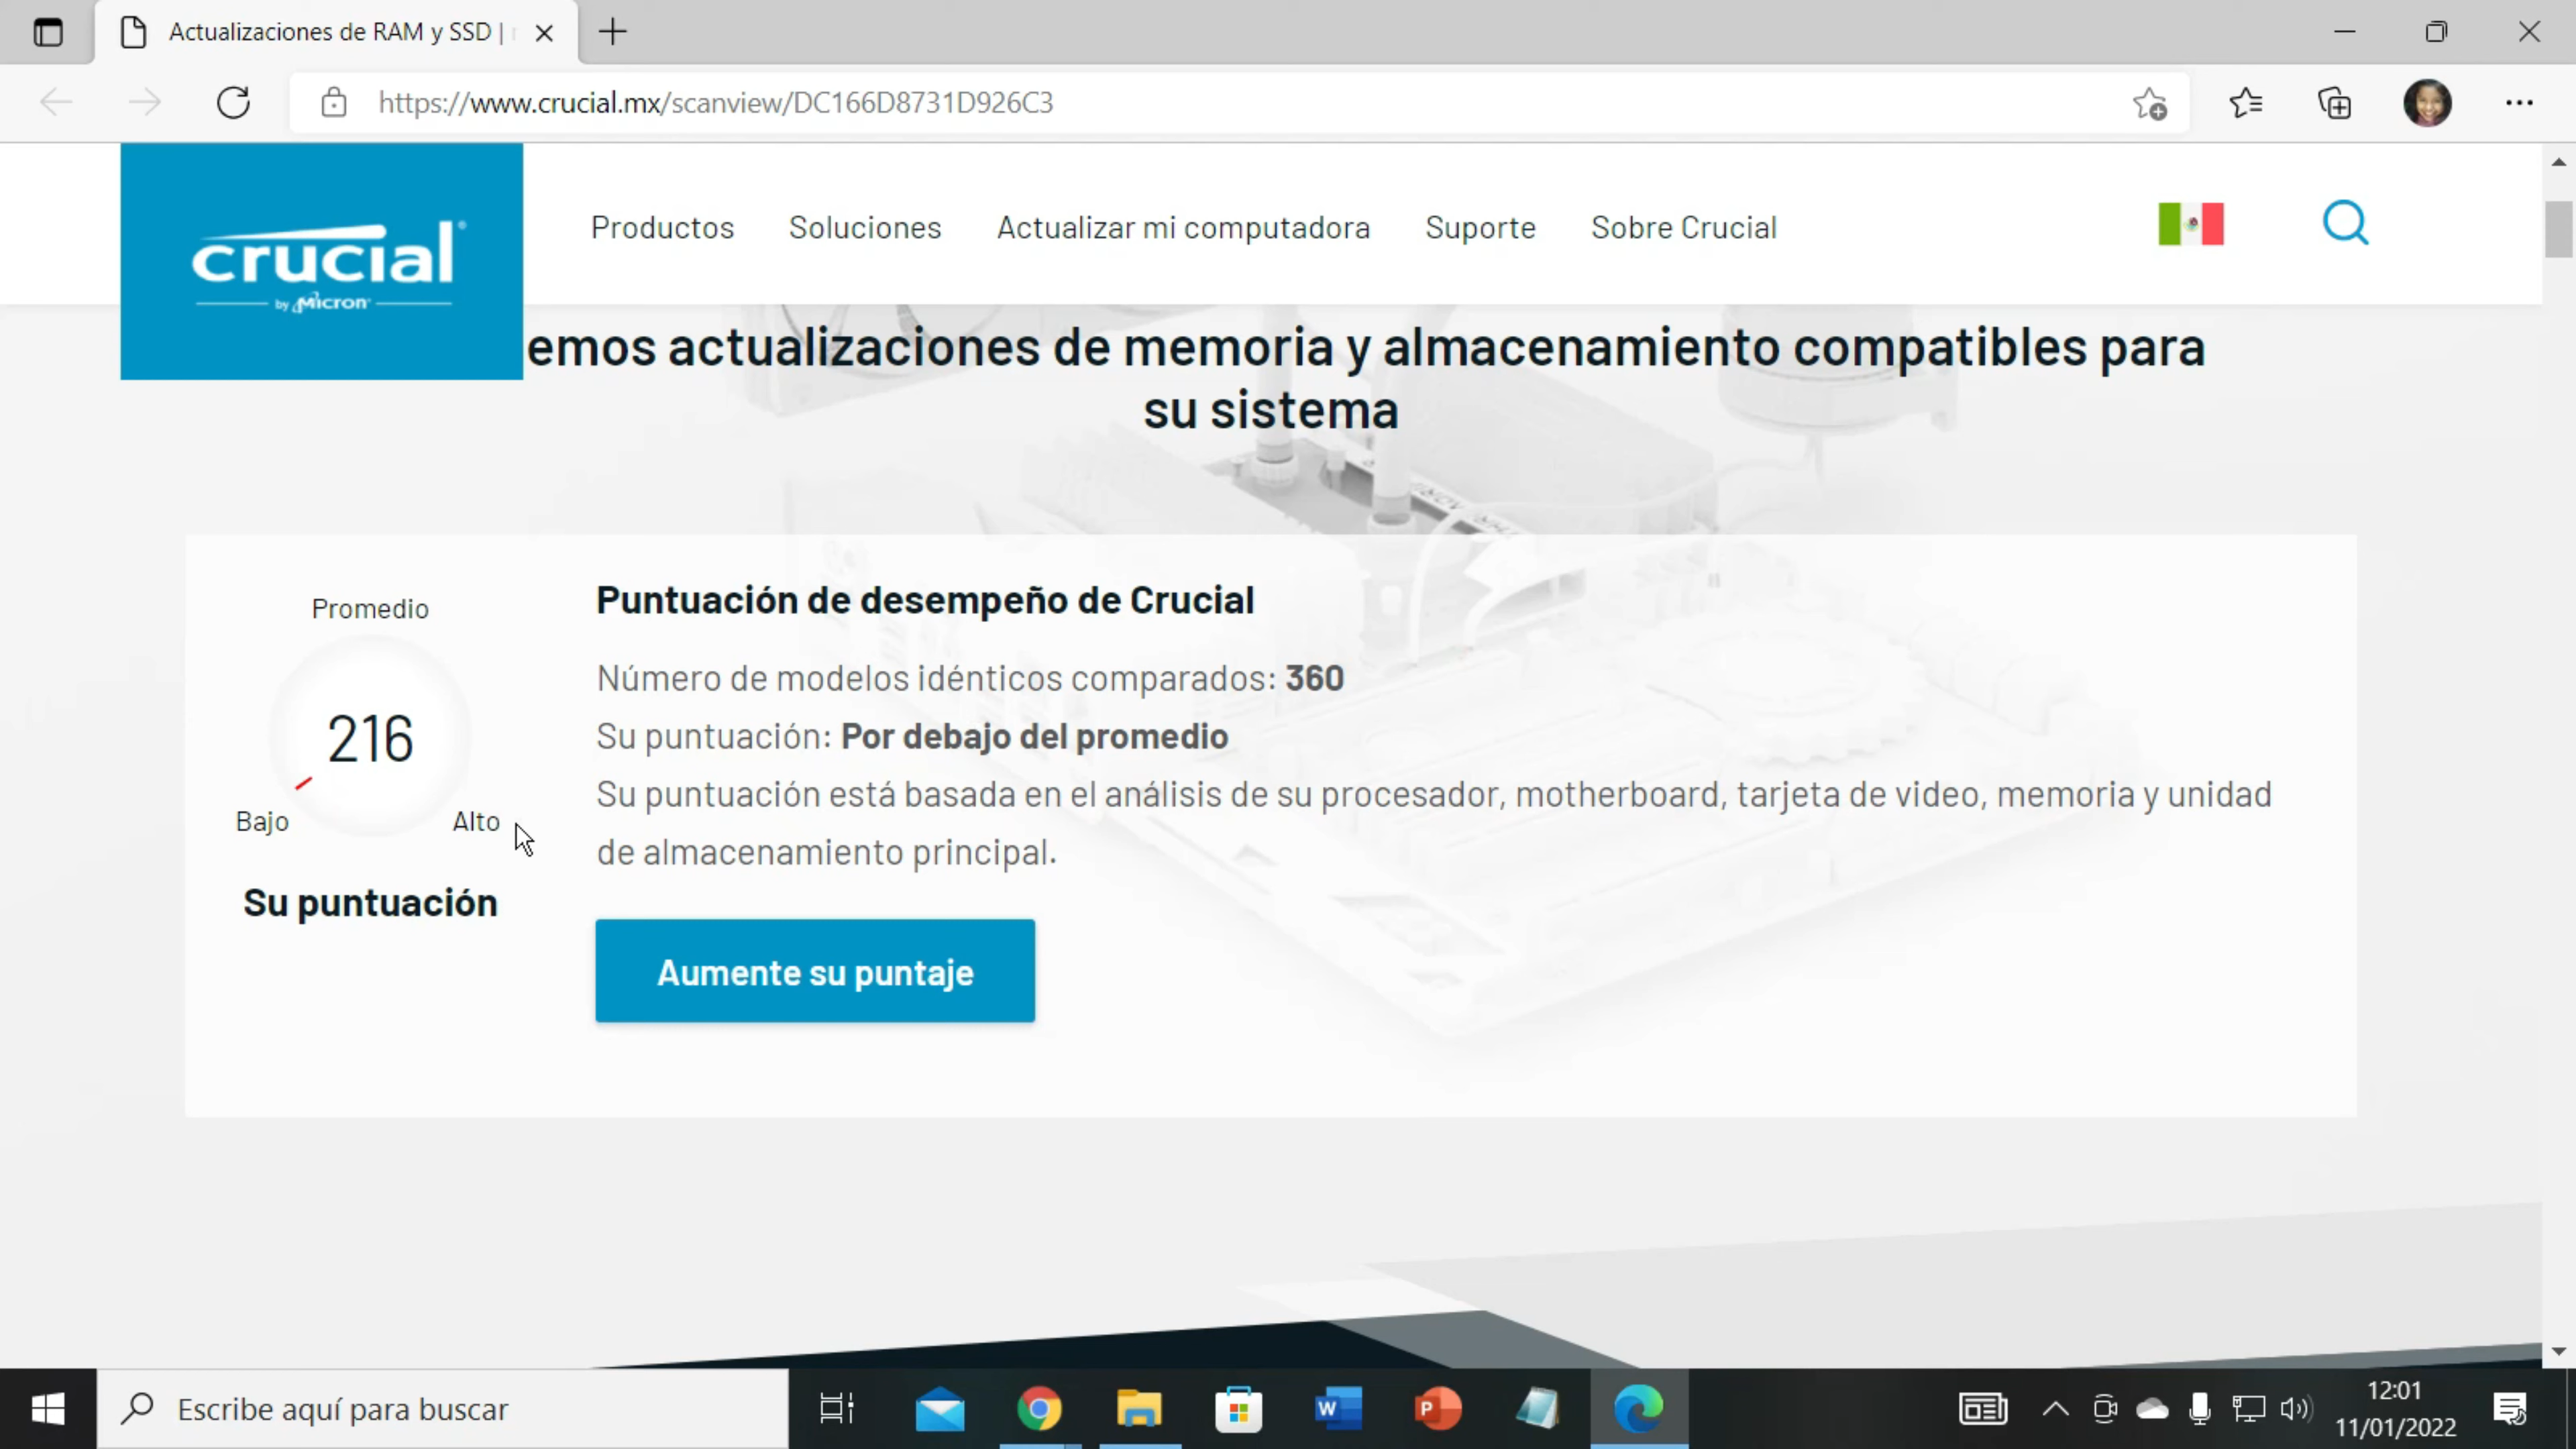 Actualizaciones de RAM y SSD |
https://www.crucial.mx/scanview/DC166D8731D926C3
crucial
by Micron
Productos
Soluciones
Actualizar mi computadora
Suporte
Sobre Crucial
emos actualizaciones de memoria y almacenamiento compatibles para
su sistema
Promedio
216
Bajo
Alto
Su puntuación
Puntuación de desempeño de Crucial
Número de modelos idénticos comparados: 360
Su puntuación: Por debajo del promedio
Su puntuación está basada en el análisis de su procesador, motherboard, tarjeta de video, memoria y unidad
de almacenamiento principal.
Aumente su puntaje
Escribe aquí para buscar
12:01
11/01/2022